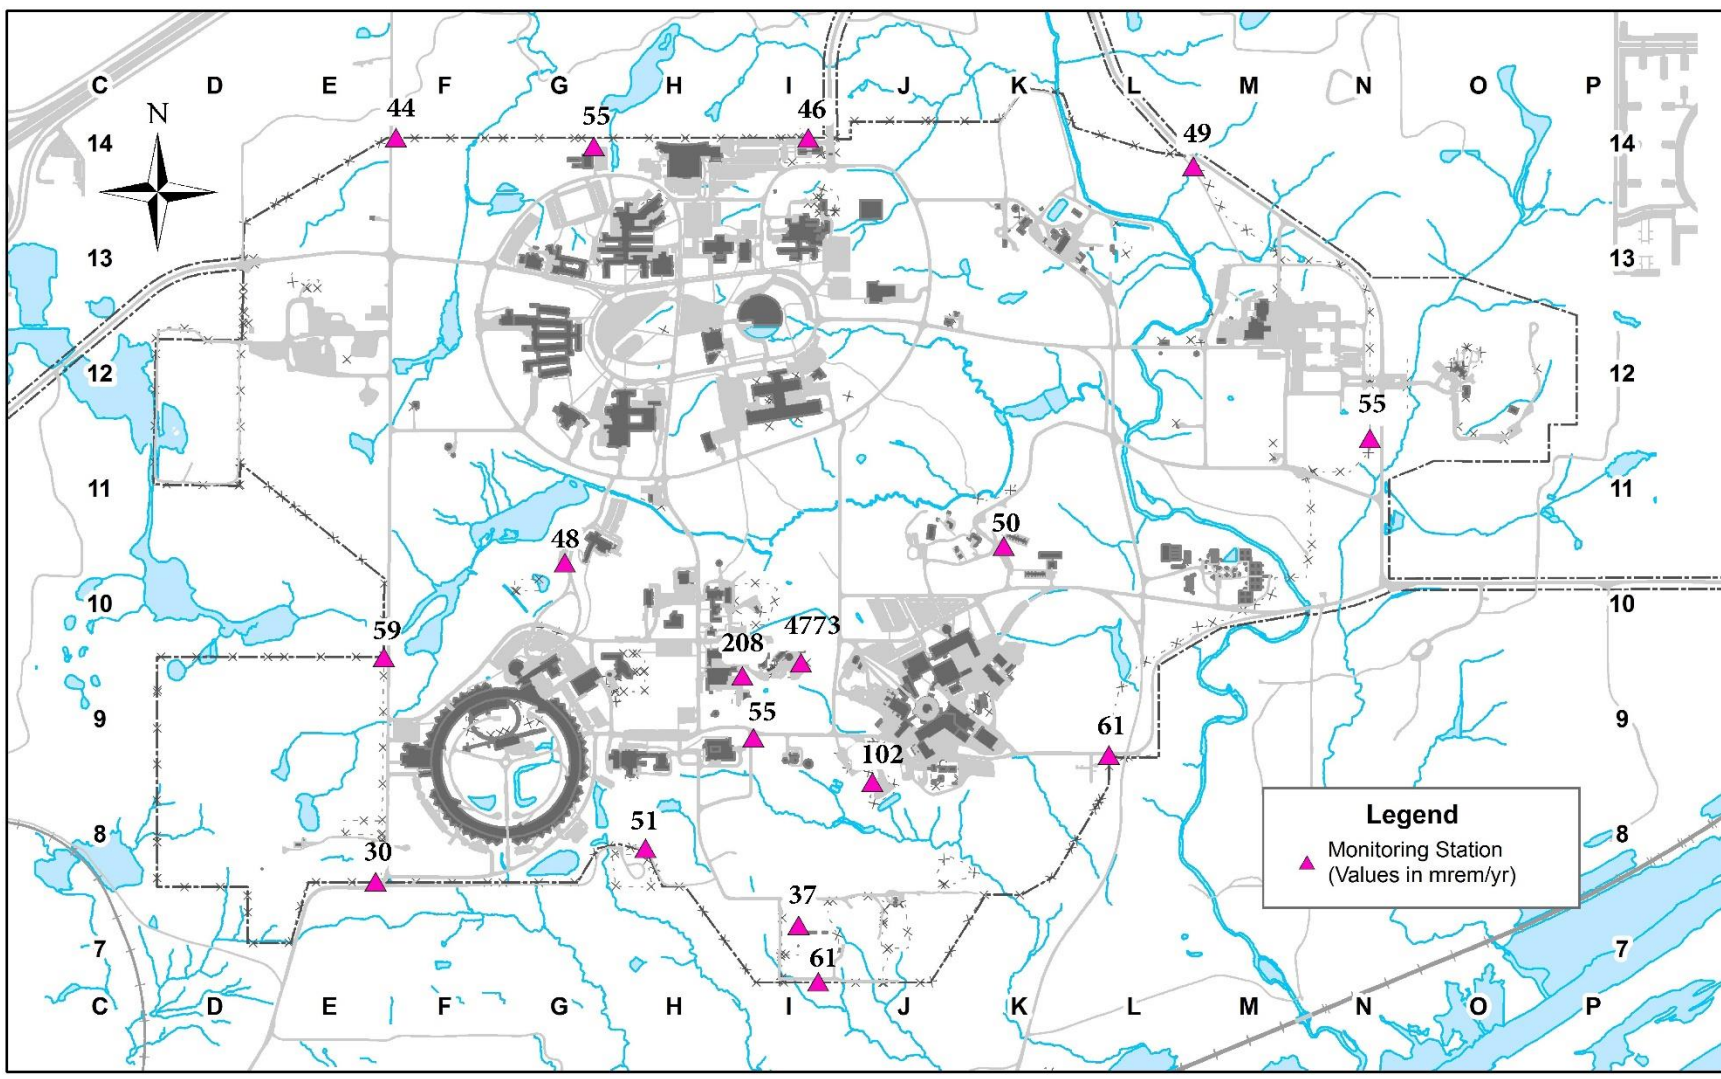 C D E F G H I J K L M N O P
N
44 55 46 49
14 14
13 13
12 12
55
11 11
48 50
10 10
59 208 4773
9 55 61 9
102
Legend
8 51 8
Monitoring Station
(Values in mrem/yr)
30
37
7 61 7
C D E F G H I J K L M N O P